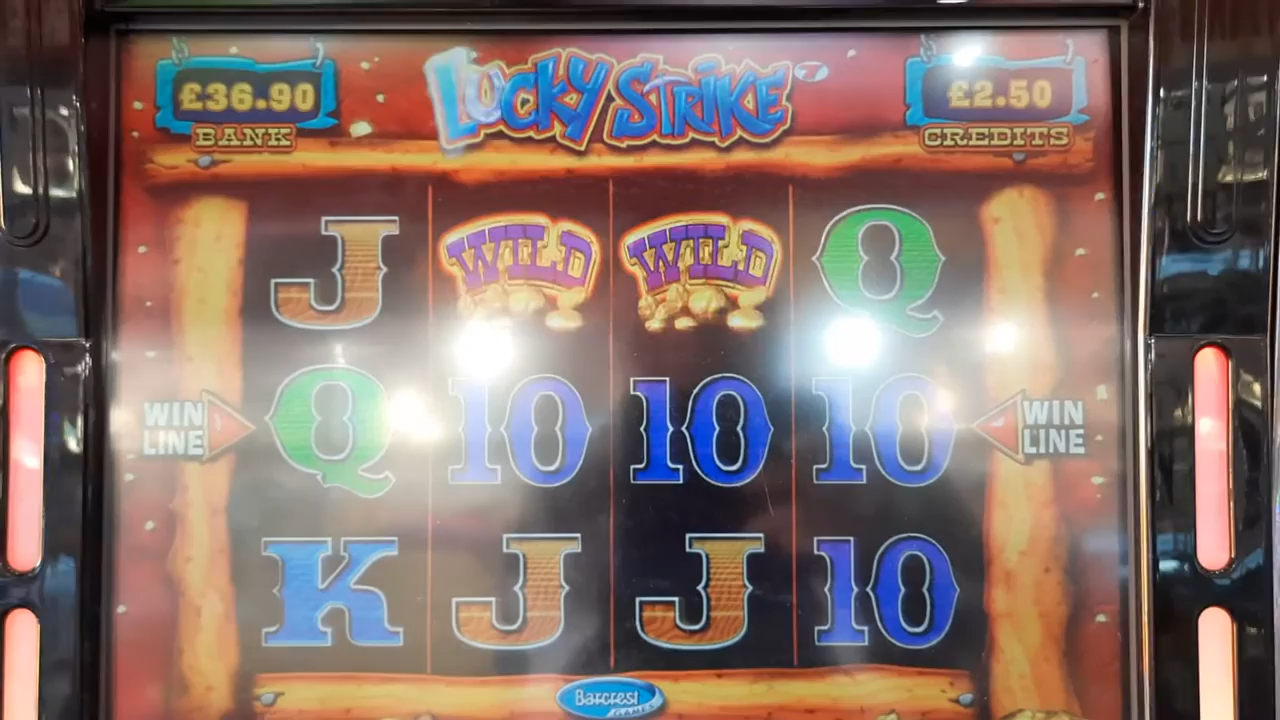 £36.90
BANK
LUCKY STRIKE
£2.50
CREDITS
J WILD WILD Q
WIN LINE
Q 10 10 10
WIN LINE
K J J 10
Barcrest
GAMES